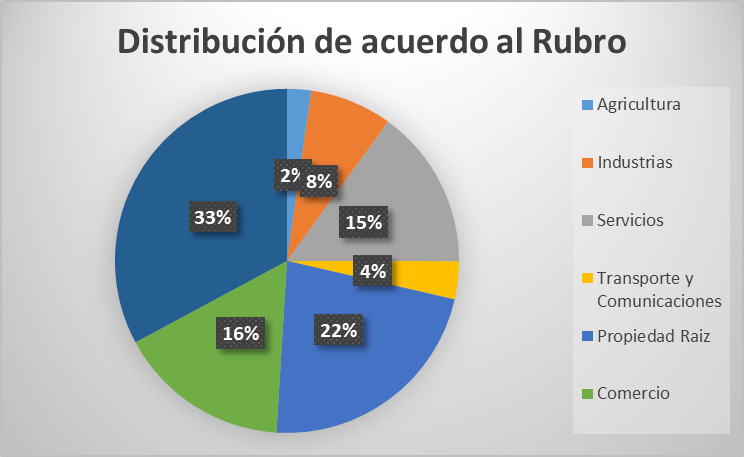 Distribución de acuerdo al Rubro
Agricultura
2%
8%
Industrias
33%
15%
Servicios
4%
Transporte y
Comunicaciones
16%
22%
Propiedad Raiz
Comercio